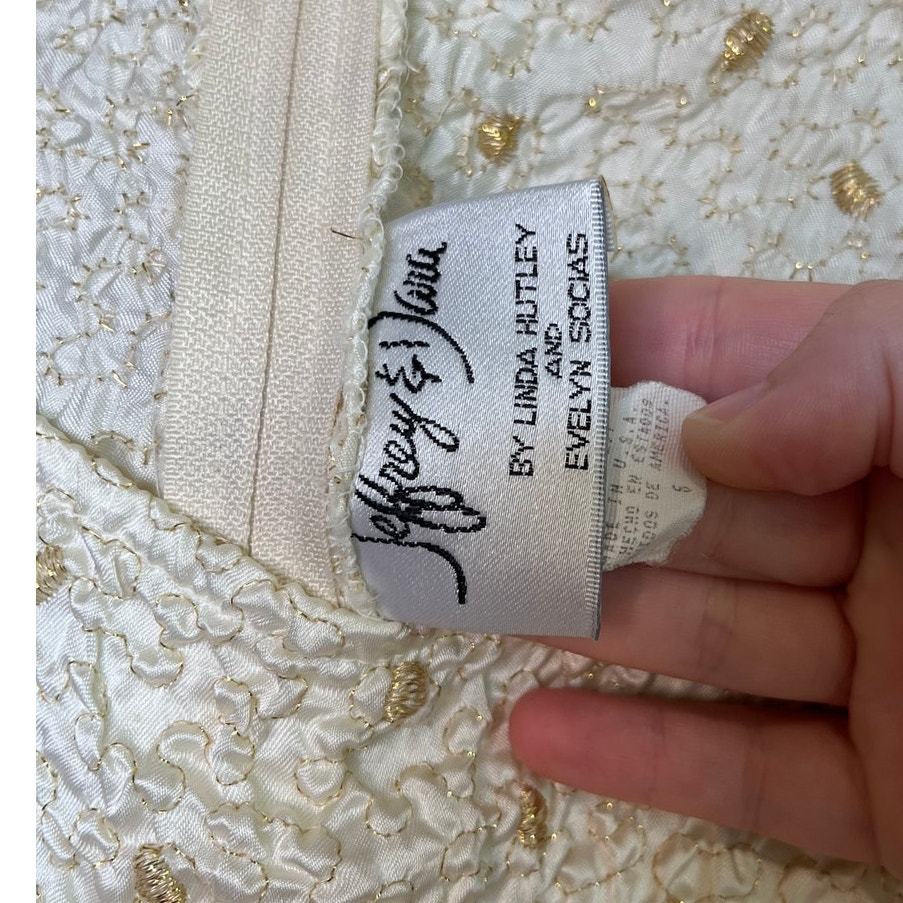 Jeffrey & Dara
BY LINDA HUTLEY
AND
EVELYN SOCIAS
MADE IN U.S.A.
HECHO EN ESTADOS
UNIDOS DE AMERICA.
6